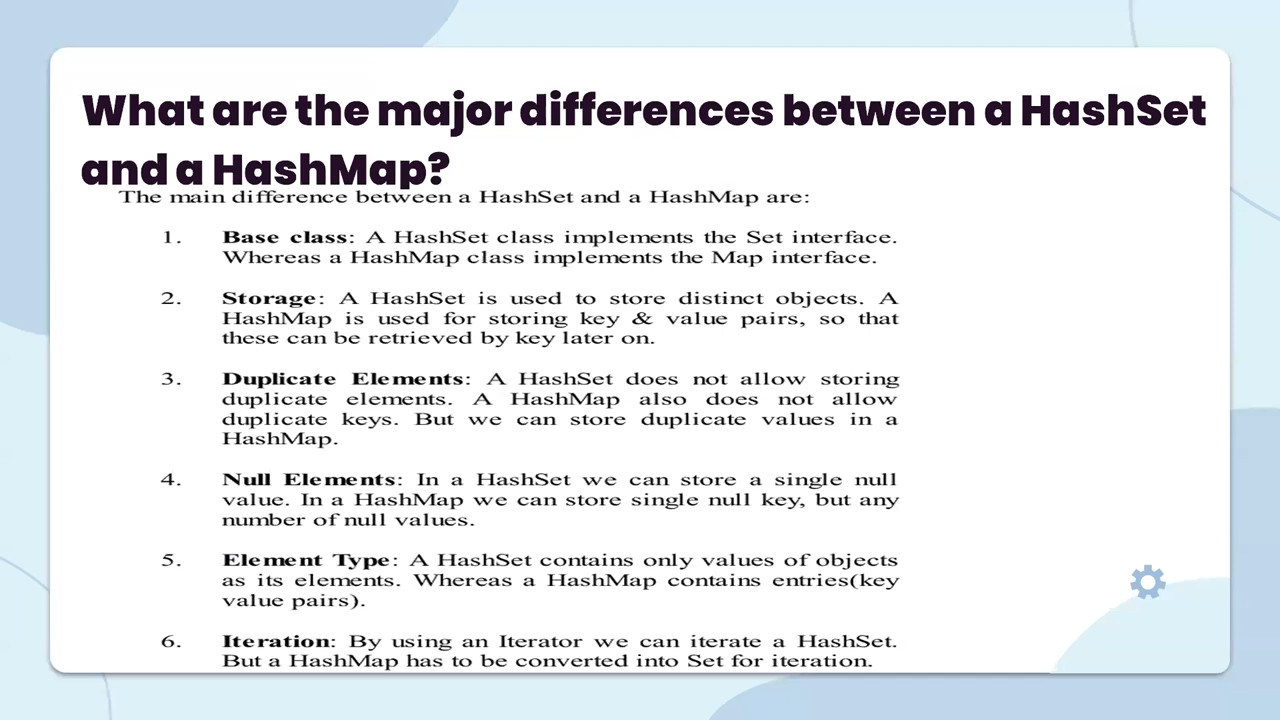 What are the major differences between a HashSet
and a HashMap?
The main difference between a HashSet and a HashMap are:
1. Base class: A HashSet class implements the Set interface.
Whereas a HashMap class implements the Map interface.
2. Storage: A HashSet is used to store distinct objects. A
HashMap is used for storing key & value pairs, so that
these can be retrieved by key later on.
3. Duplicate Elements: A HashSet does not allow storing
duplicate elements. A HashMap also does not allow
duplicate keys. But we can store duplicate values in a
HashMap.
4. Null Elements: In a HashSet we can store a single null
value. In a HashMap we can store single null key, but any
number of null values.
5. Element Type: A HashSet contains only values of objects
as its elements. Whereas a HashMap contains entries(key
value pairs).
6. Iteration: By using an Iterator we can iterate a HashSet.
But a HashMap has to be converted into Set for iteration.